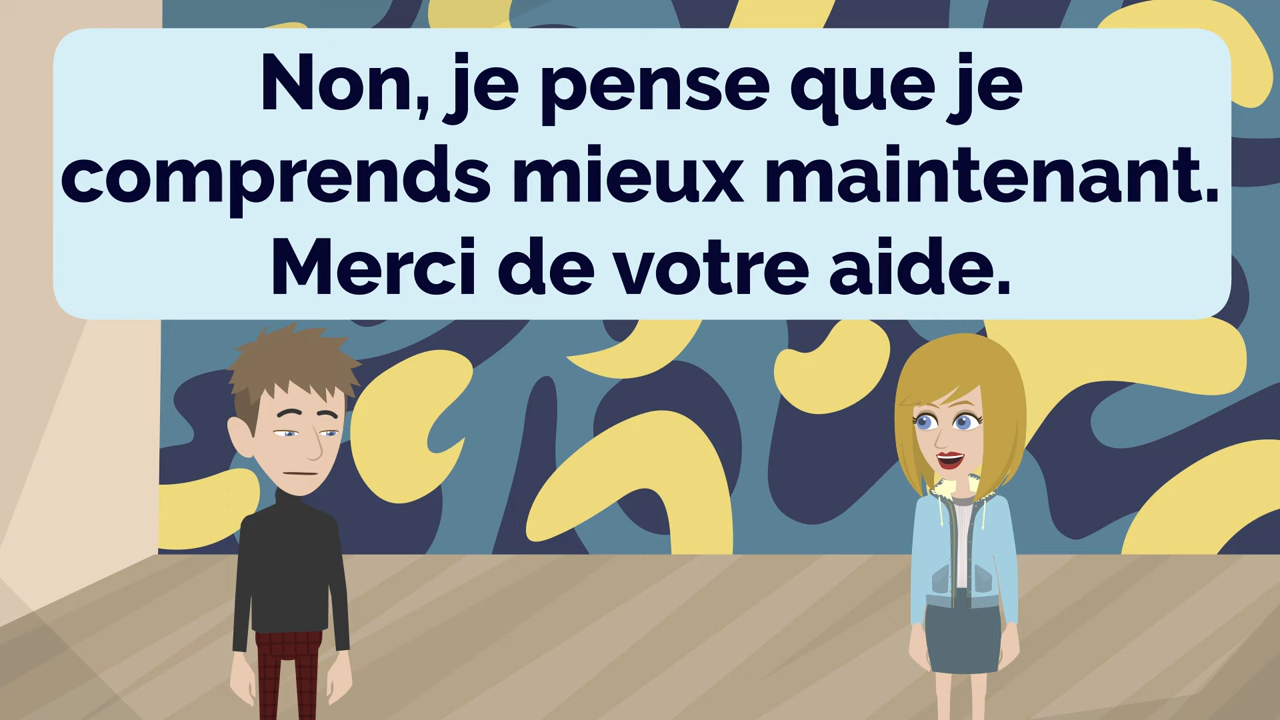 Non, je pense que je
comprends mieux maintenant.
Merci de votre aide.